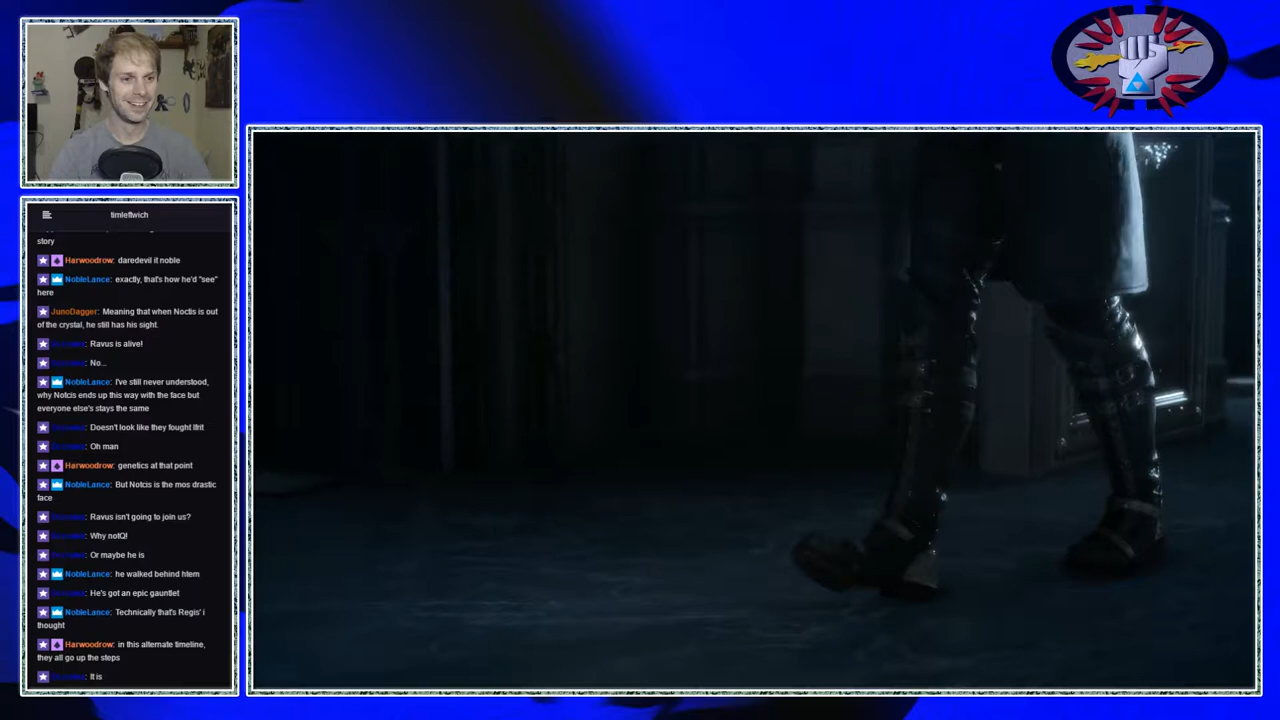 timleftwich
story
Harwoodrow: daredevil it noble
NobleLance: exactly, that's how he'd "see"
here
JunoDagger: Meaning that when Noctis is out
of the crystal, he still has his sight.
: Ravus is alive!
: No...
NobleLance: I've still never understood,
why Notcis ends up this way with the face but
everyone else's stays the same
: Doesn't look like they fought Ifrit
: Oh man
Harwoodrow: genetics at that point
NobleLance: But Notcis is the mos drastic
face
: Ravus isn't going to join us?
: Why notQ!
: Or maybe he is
NobleLance: he walked behind htem
: He's got an epic gauntlet
NobleLance: Technically that's Regis' i
thought
Harwoodrow: in this alternate timeline,
they all go up the steps
: It is